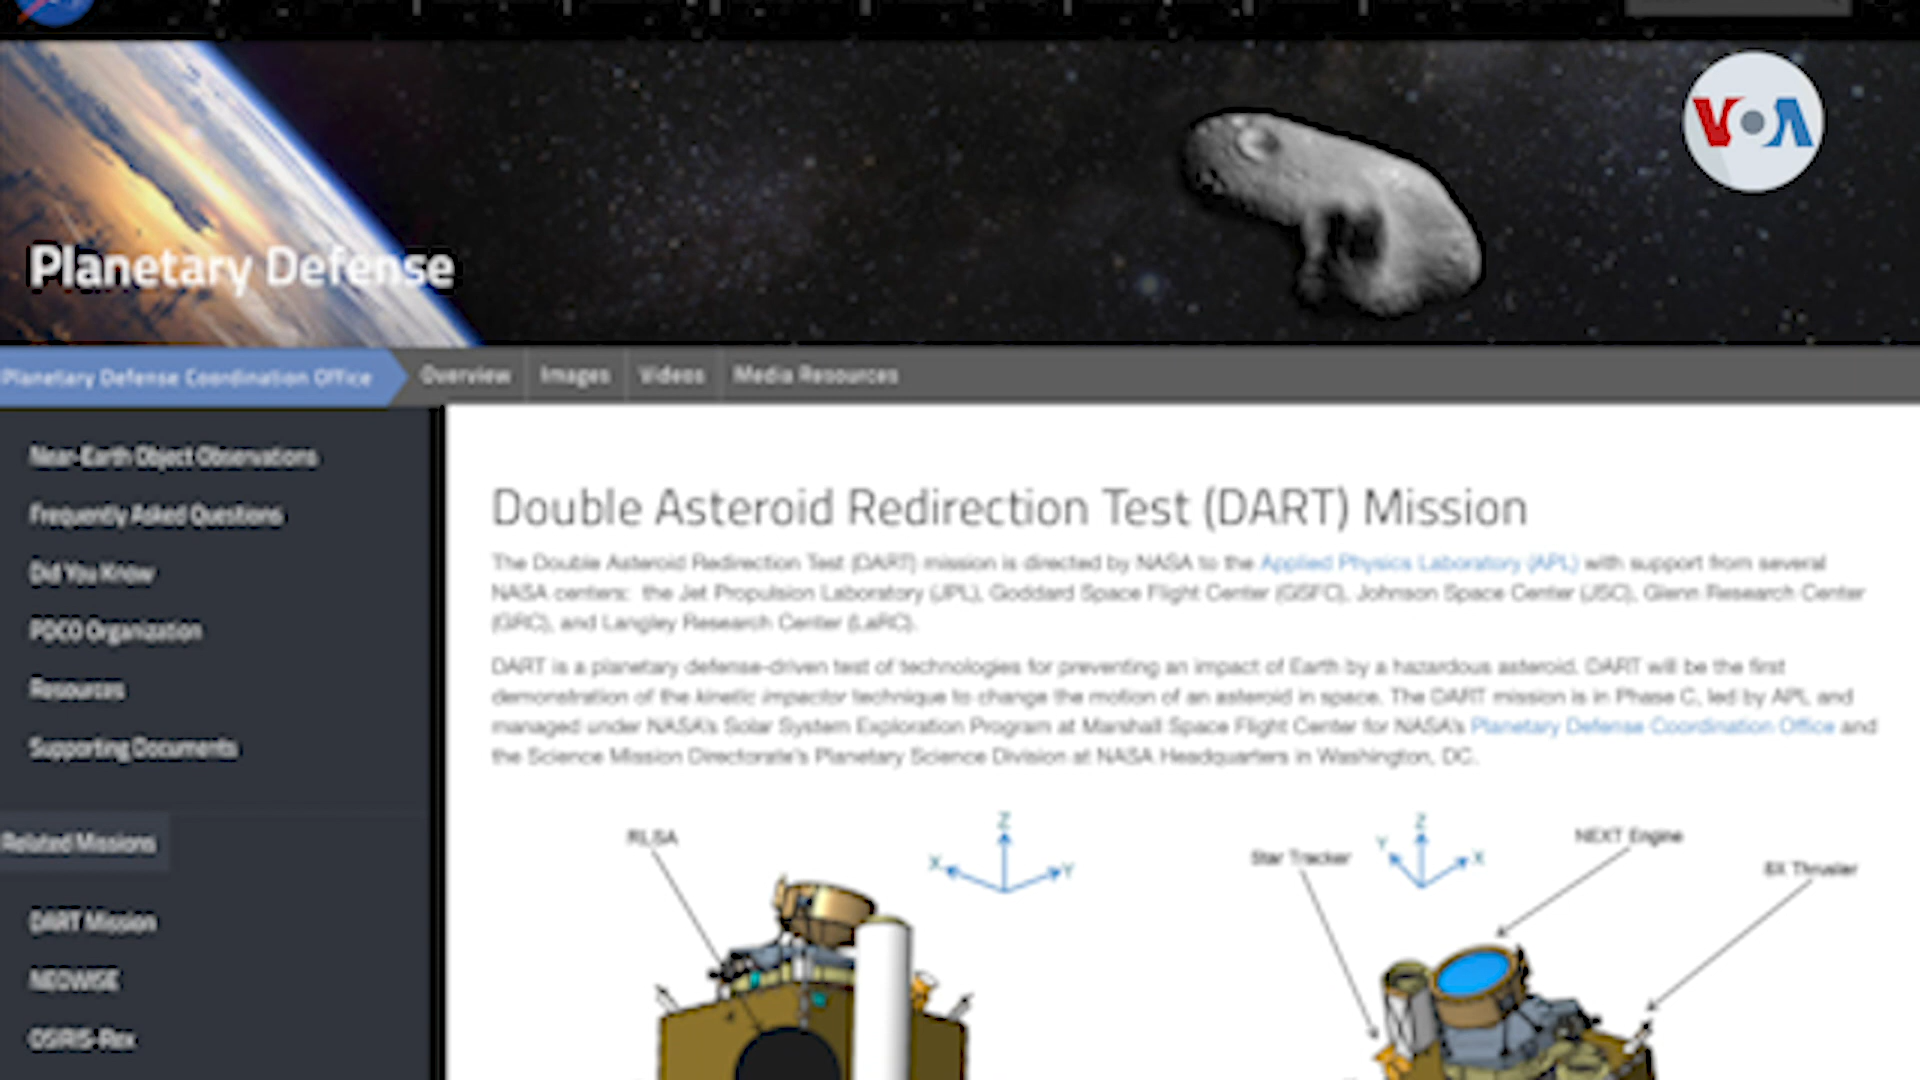 VOA
Planetary Defense
Planetary Defense Coordination Office
Overview
Images
Videos
Media Resources
Near-Earth Object Observations
Frequently Asked Questions
Did You Know
PDCO Organization
Resources
Supporting Documents
Related Missions
DART Mission
NEOWISE
OSIRIS-Rex
Double Asteroid Redirection Test (DART) Mission
The Double Asteroid Redirection Test (DART) mission is directed by NASA to the Applied Physics Laboratory (APL) with support from several
NASA centers: the Jet Propulsion Laboratory (JPL), Goddard Space Flight Center (GSFC), Johnson Space Center (JSC), Glenn Research Center
(GRC), and Langley Research Center (LaRC).
DART is a planetary defense-driven test of technologies for preventing an impact of Earth by a hazardous asteroid. DART will be the first
demonstration of the kinetic impactor technique to change the motion of an asteroid in space. The DART mission is in Phase C, led by APL and
managed under NASA's Solar System Exploration Program at Marshall Space Flight Center for NASA's Planetary Defense Coordination Office and
the Science Mission Directorate's Planetary Science Division at NASA Headquarters in Washington, DC.
RLSA
Z
X
Y
Star Tracker
Z
Y
X
NEXT Engine
8X Thruster